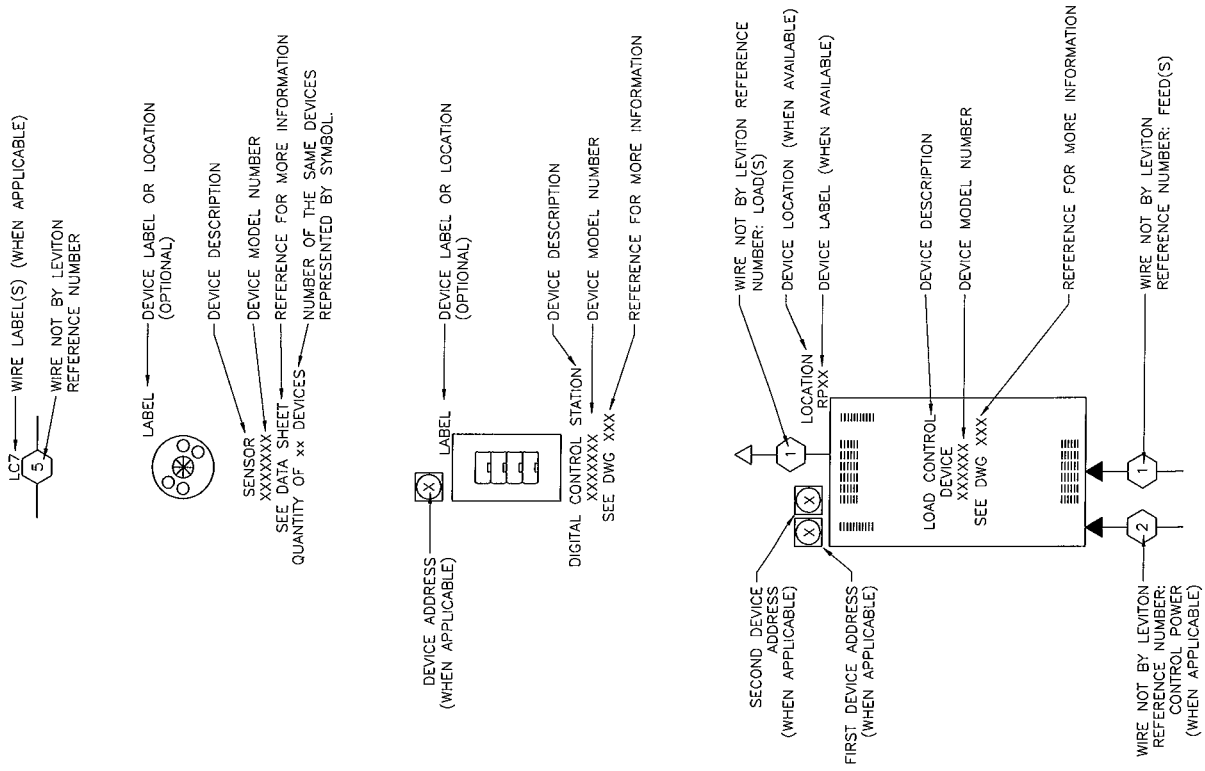 LC7
WIRE LABEL(S) (WHEN APPLICABLE)
5
WIRE NOT BY LEVITON
REFERENCE NUMBER
LABEL
DEVICE LABEL OR LOCATION
(OPTIONAL)
SENSOR
XXXXXXX
SEE DATA SHEET
QUANTITY OF xx DEVICES
DEVICE DESCRIPTION
DEVICE MODEL NUMBER
REFERENCE FOR MORE INFORMATION
NUMBER OF THE SAME DEVICES
REPRESENTED BY SYMBOL.
DEVICE ADDRESS
(WHEN APPLICABLE)
X
LABEL
DEVICE LABEL OR LOCATION
(OPTIONAL)
DIGITAL CONTROL STATION
XXXXXXX
SEE DWG XXX
DEVICE DESCRIPTION
DEVICE MODEL NUMBER
REFERENCE FOR MORE INFORMATION
SECOND DEVICE
ADDRESS
(WHEN APPLICABLE)
FIRST DEVICE ADDRESS
(WHEN APPLICABLE)
X
X
1
WIRE NOT BY LEVITON REFERENCE
NUMBER: LOAD(S)
LOCATION
RPXX
DEVICE LOCATION (WHEN AVAILABLE)
DEVICE LABEL (WHEN AVAILABLE)
LOAD CONTROL
DEVICE
XXXXXXX
SEE DWG XXX
DEVICE DESCRIPTION
DEVICE MODEL NUMBER
REFERENCE FOR MORE INFORMATION
WIRE NOT BY LEVITON
REFERENCE NUMBER:
CONTROL POWER
(WHEN APPLICABLE)
2
1
WIRE NOT BY LEVITON
REFERENCE NUMBER: FEED(S)